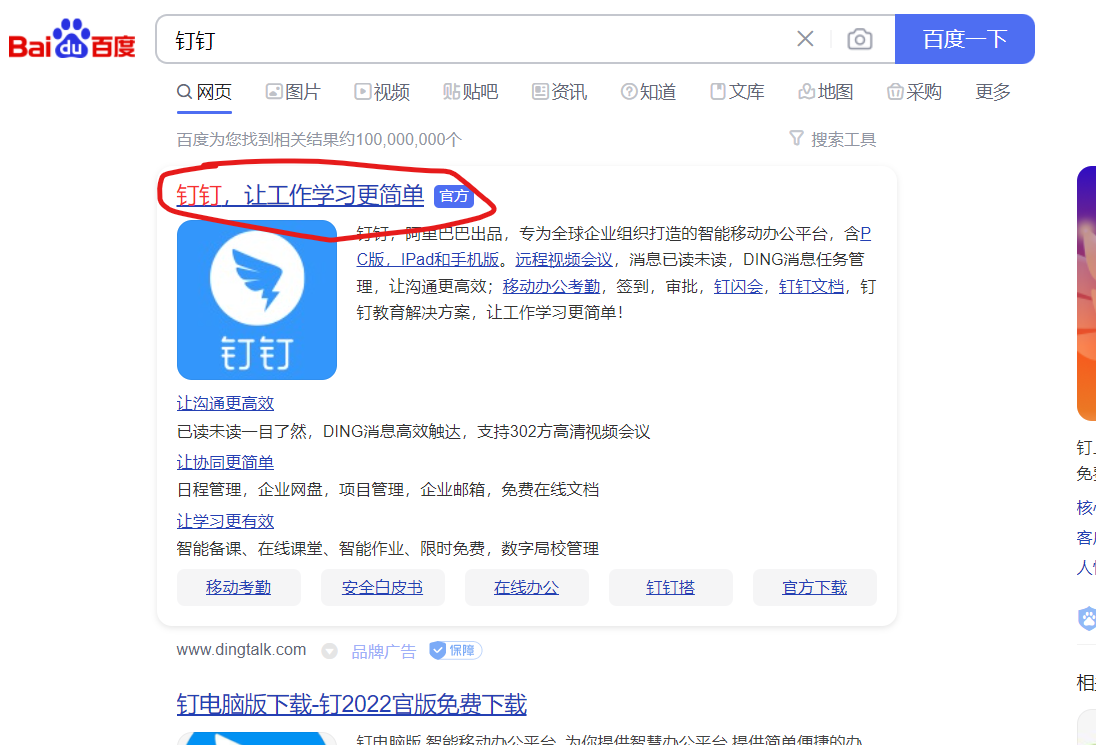 Bai du 百度
钉钉
百度一下
网页 图片 视频 贴吧 资讯 知道 文库 地图 采购 更多
百度为您找到相关结果约100,000,000个
搜索工具
钉钉，让工作学习更简单 官方
钉钉，阿里巴巴出品，专为全球企业组织打造的智能移动办公平台，含P
C版，IPad和手机版。远程视频会议，消息已读未读，DING消息任务管
理，让沟通更高效；移动办公考勤，签到，审批，钉闪会，钉钉文档，钉
钉教育解决方案，让工作学习更简单！
钉钉
让沟通更高效
已读未读一目了然，DING消息高效触达，支持302方高清视频会议
让协同更简单
日程管理，企业网盘，项目管理，企业邮箱，免费在线文档
让学习更有效
智能备课、在线课堂、智能作业、限时免费，数字局校管理
移动考勤 安全白皮书 在线办公 钉钉搭 官方下载
www.dingtalk.com 品牌广告 保障
钉电脑版下载-钉2022官版免费下载
钉电脑版,智能移动办公平台,为你提供智慧办公平台,提供简单便捷的办
钉
免
核
客
人
相